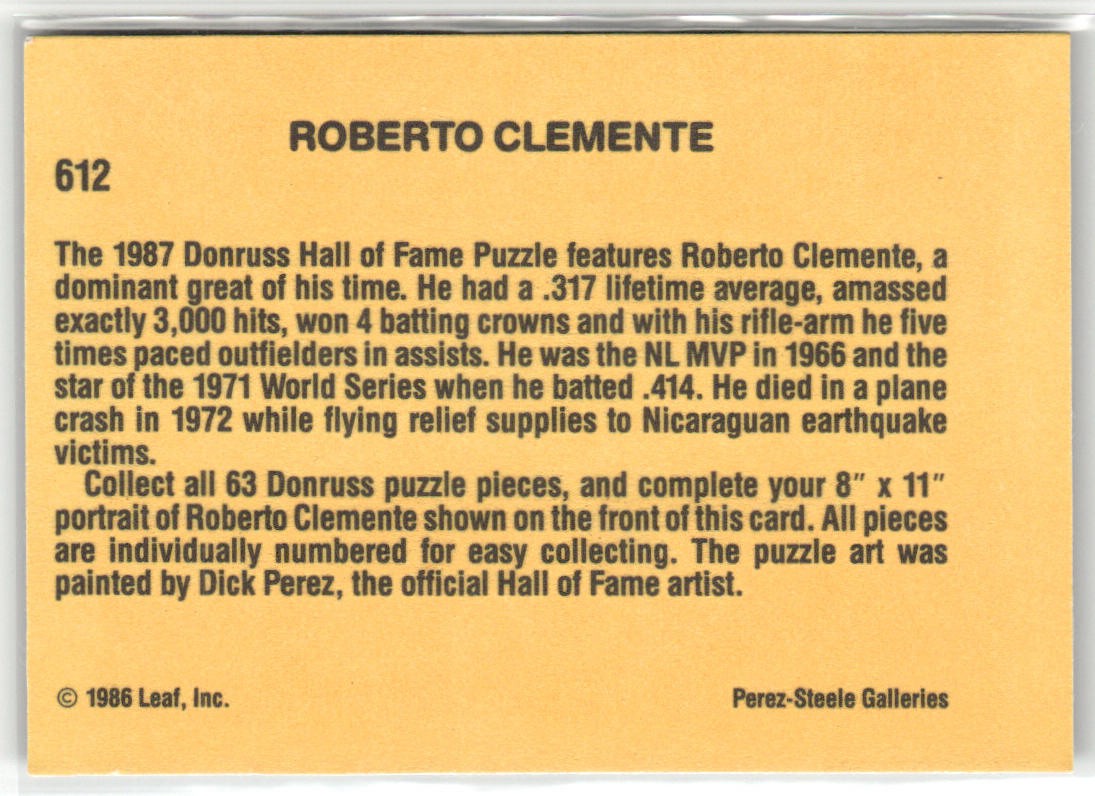 ROBERTO CLEMENTE
612
The 1987 Donruss Hall of Fame Puzzle features Roberto Clemente, a
dominant great of his time. He had a .317 lifetime average, amassed
exactly 3,000 hits, won 4 batting crowns and with his rifle-arm he five
times paced outfielders in assists. He was the NL MVP in 1966 and the
star of the 1971 World Series when he batted .414. He died in a plane
crash in 1972 while flying relief supplies to Nicaraguan earthquake
victims.
Collect all 63 Donruss puzzle pieces, and complete your 8" x 11"
portrait of Roberto Clemente shown on the front of this card. All pieces
are individually numbered for easy collecting. The puzzle art was
painted by Dick Perez, the official Hall of Fame artist.
© 1986 Leaf, Inc. Perez-Steele Galleries